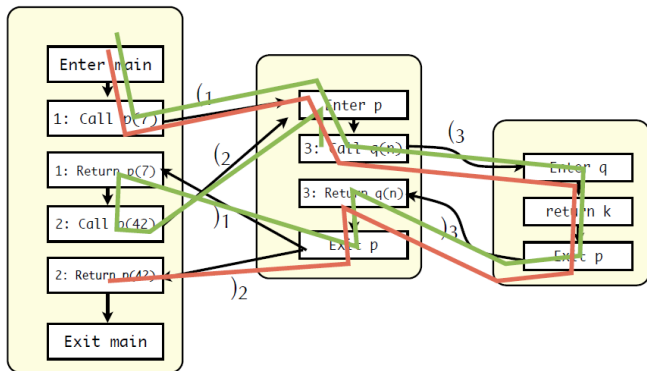 Enter main
1: Call p(7)
1: Return p(7)
2: Call p(42)
2: Return p(42)
Exit main
(1
(2
)1
)2
Enter p
3: Call q(n)
3: Return q(n)
Exit p
(3
)3
Enter q
return k
Exit p